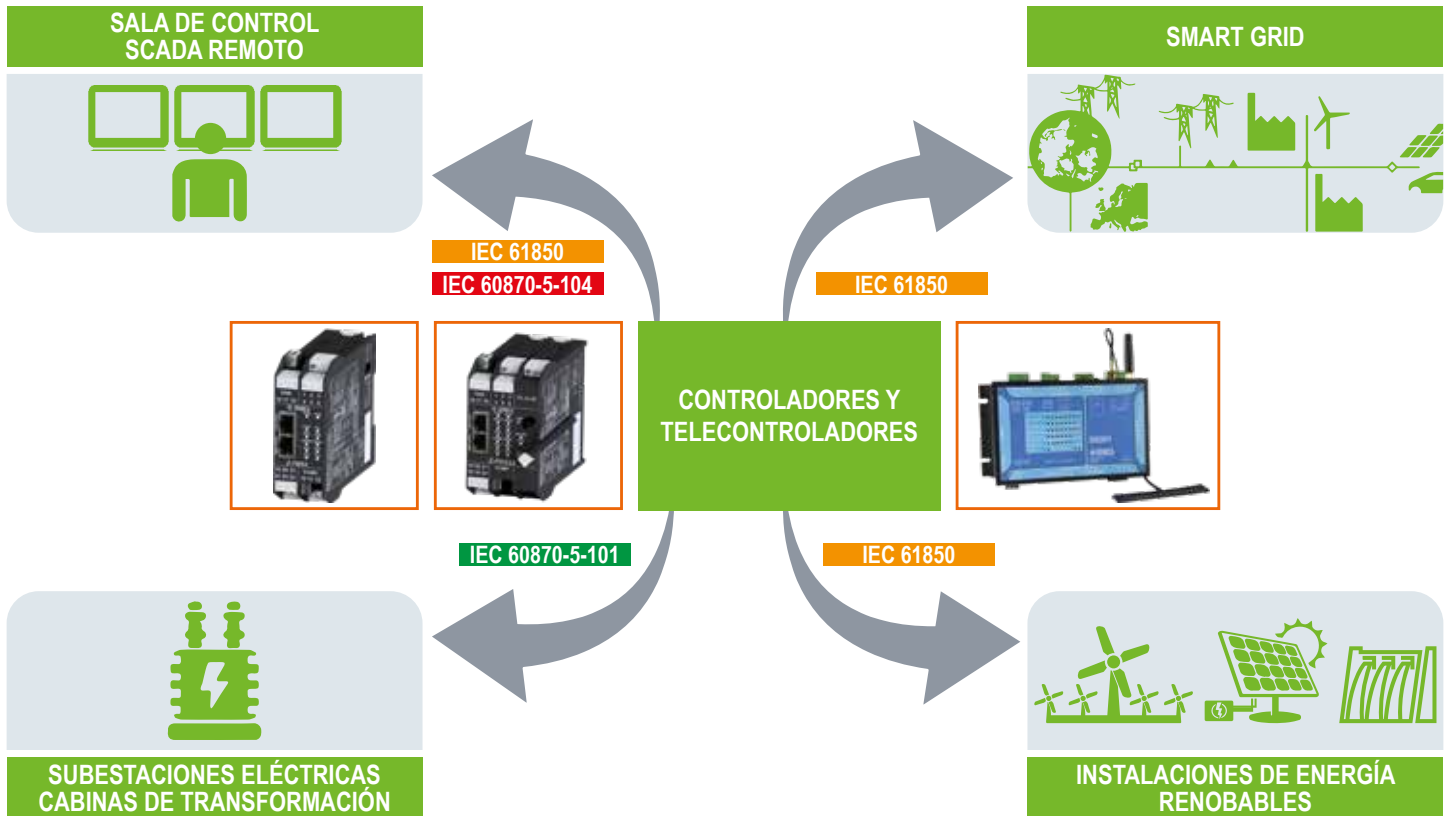 SALA DE CONTROL
SCADA REMOTO
SMART GRID
IEC 61850
IEC 60870-5-104
IEC 61850
CONTROLADORES Y
TELECONTROLADORES
IEC 60870-5-101
IEC 61850
SUBESTACIONES ELÉCTRICAS
CABINAS DE TRANSFORMACIÓN
INSTALACIONES DE ENERGÍA
RENOBABLES